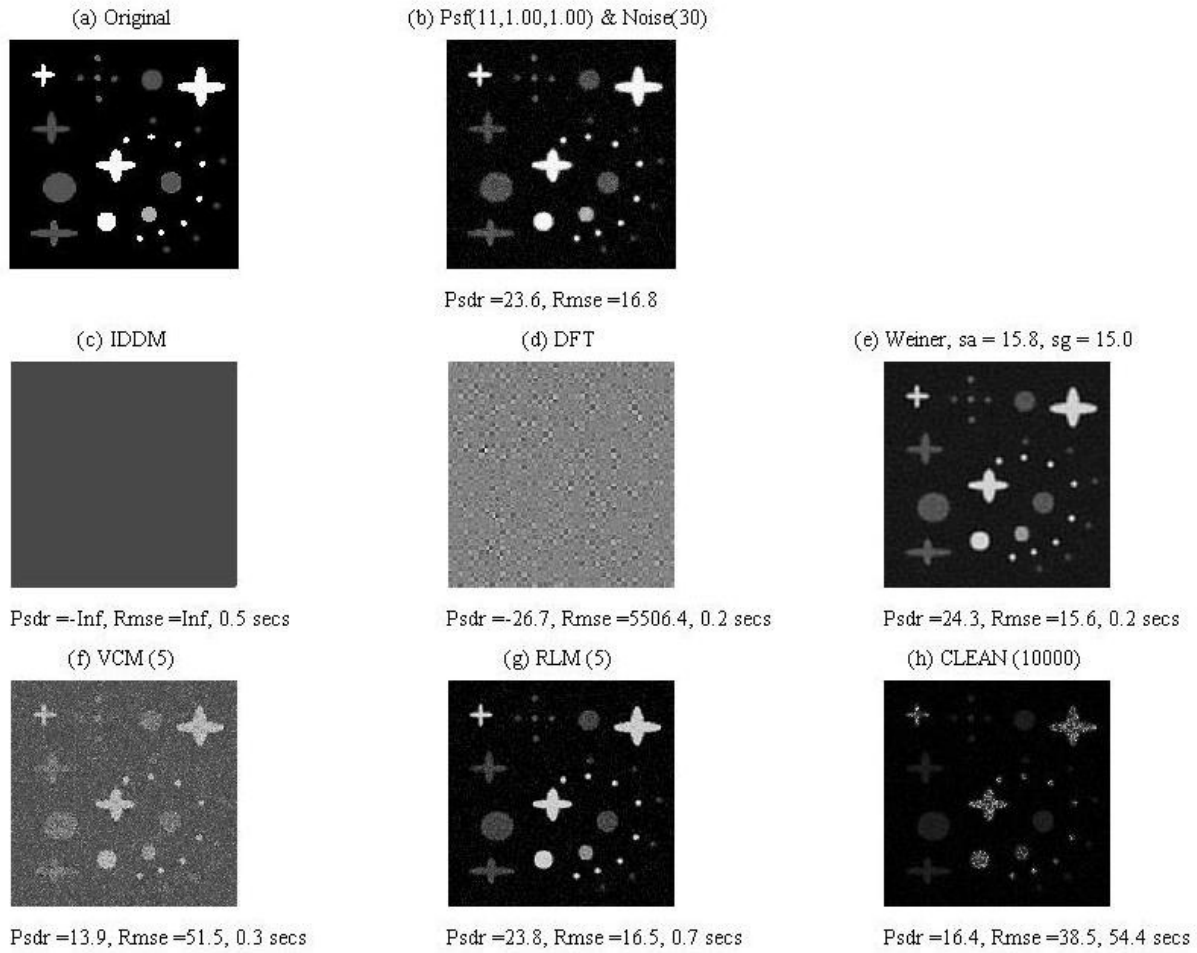 (a) Original
(b) Psf(11,1.00,1.00) & Noise(30)
Psdr =23.6, Rmse =16.8
(c) IDDM
(d) DFT
(e) Weiner, sa = 15.8, sg = 15.0
Psdr =-Inf, Rmse =Inf, 0.5 secs
Psdr =-26.7, Rmse =5506.4, 0.2 secs
Psdr =24.3, Rmse =15.6, 0.2 secs
(f) VCM (5)
(g) RLM (5)
(h) CLEAN (10000)
Psdr =13.9, Rmse =51.5, 0.3 secs
Psdr =23.8, Rmse =16.5, 0.7 secs
Psdr =16.4, Rmse =38.5, 54.4 secs